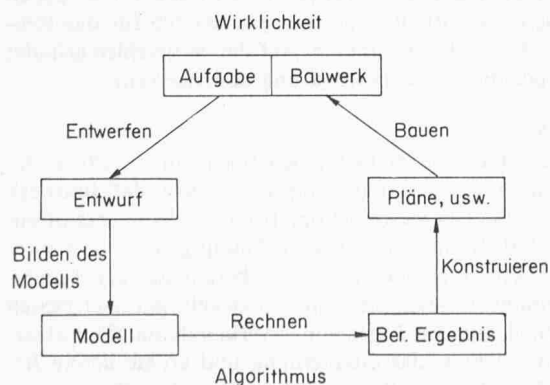 Wirklichkeit
Aufgabe Bauwerk
Entwerfen Bauen
Entwurf Pläne, usw.
Bilden des
Modells
Konstruieren
Rechnen
Modell Ber. Ergebnis
Algorithmus